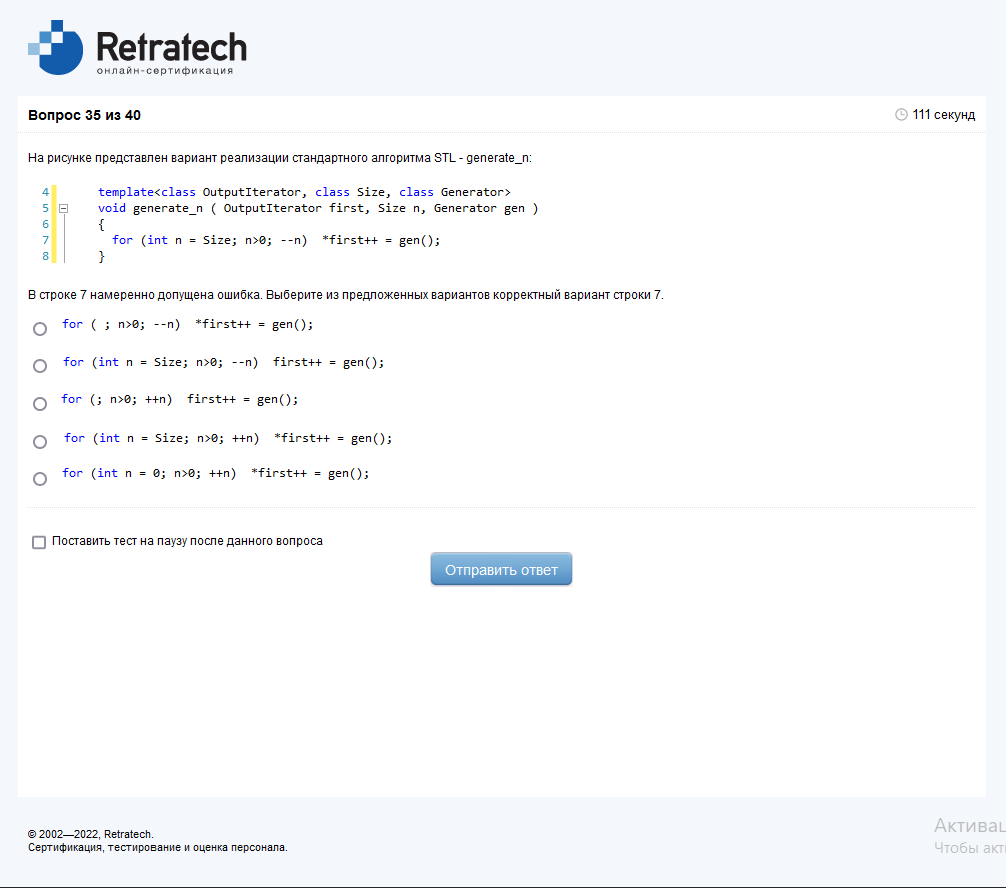 Retratech
онлайн-сертификация
Вопрос 35 из 40
111 секунд
На рисунке представлен вариант реализации стандартного алгоритма STL - generate_n:
4 template<class OutputIterator, class Size, class Generator>
5 void generate_n ( OutputIterator first, Size n, Generator gen )
6 {
7 for (int n = Size; n>0; --n) *first++ = gen();
8 }
В строке 7 намеренно допущена ошибка. Выберите из предложенных вариантов корректный вариант строки 7.
for ( ; n>0; --n) *first++ = gen();
for (int n = Size; n>0; --n) first++ = gen();
for (; n>0; ++n) first++ = gen();
for (int n = Size; n>0; ++n) *first++ = gen();
for (int n = 0; n>0; ++n) *first++ = gen();
Поставить тест на паузу после данного вопроса
Отправить ответ
© 2002—2022, Retratech.
Сертификация, тестирование и оценка персонала.
Активац
Чтобы акт